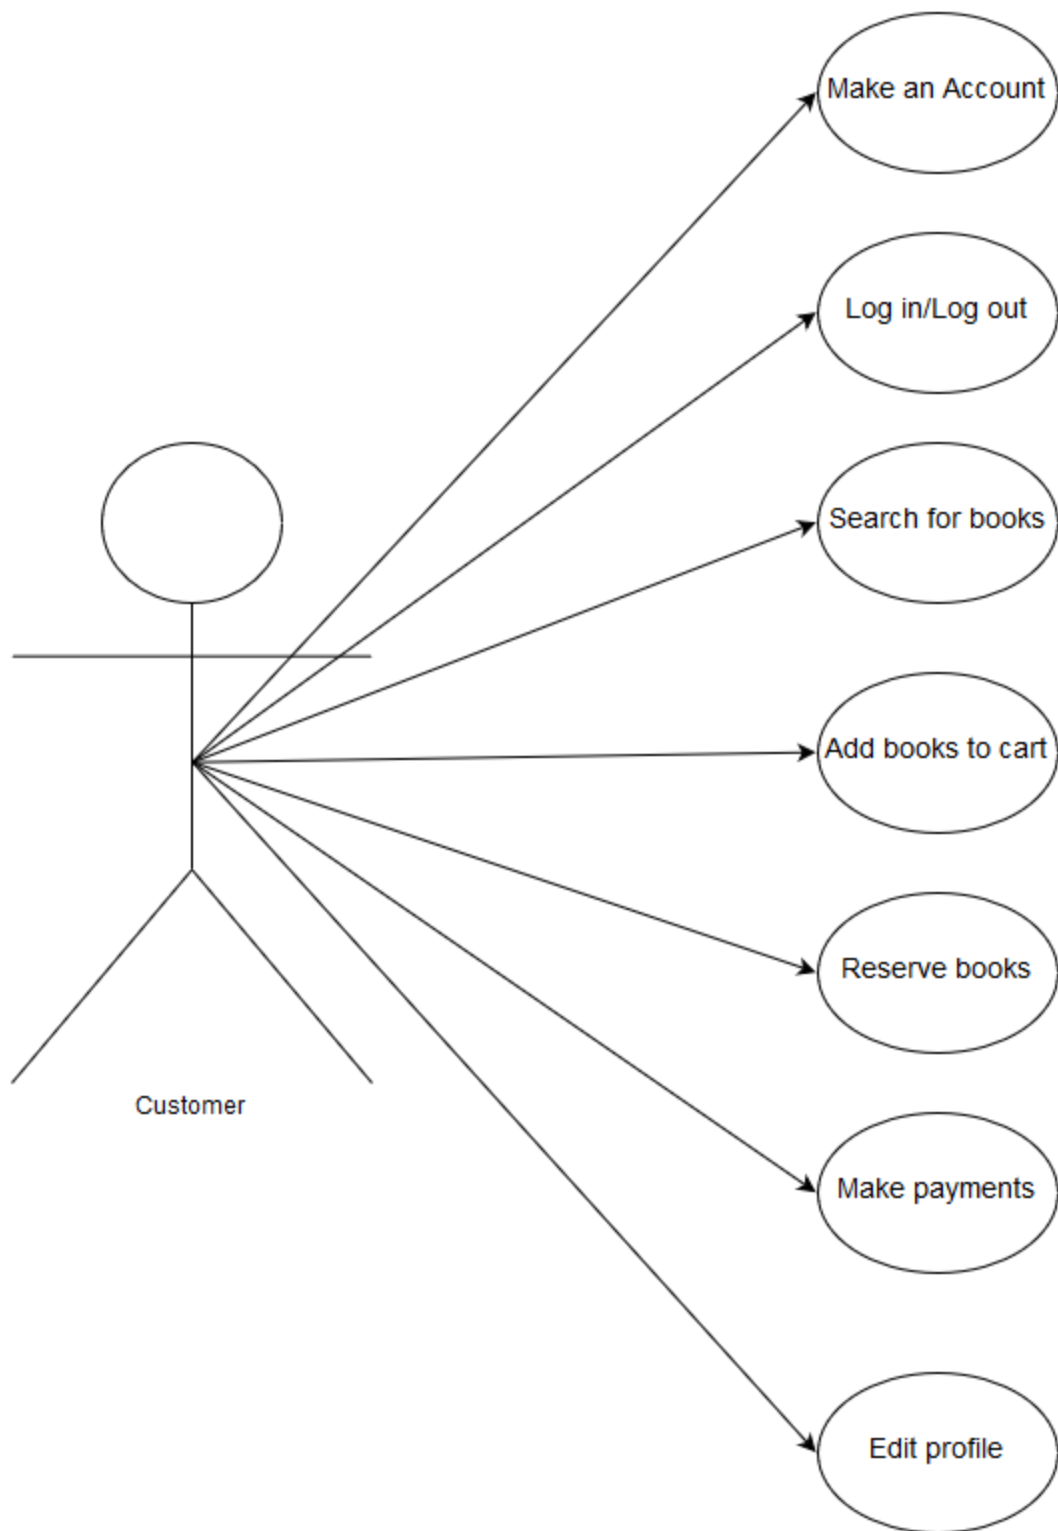 Make an Account
Log in/Log out
Search for books
Add books to cart
Reserve books
Customer
Make payments
Edit profile